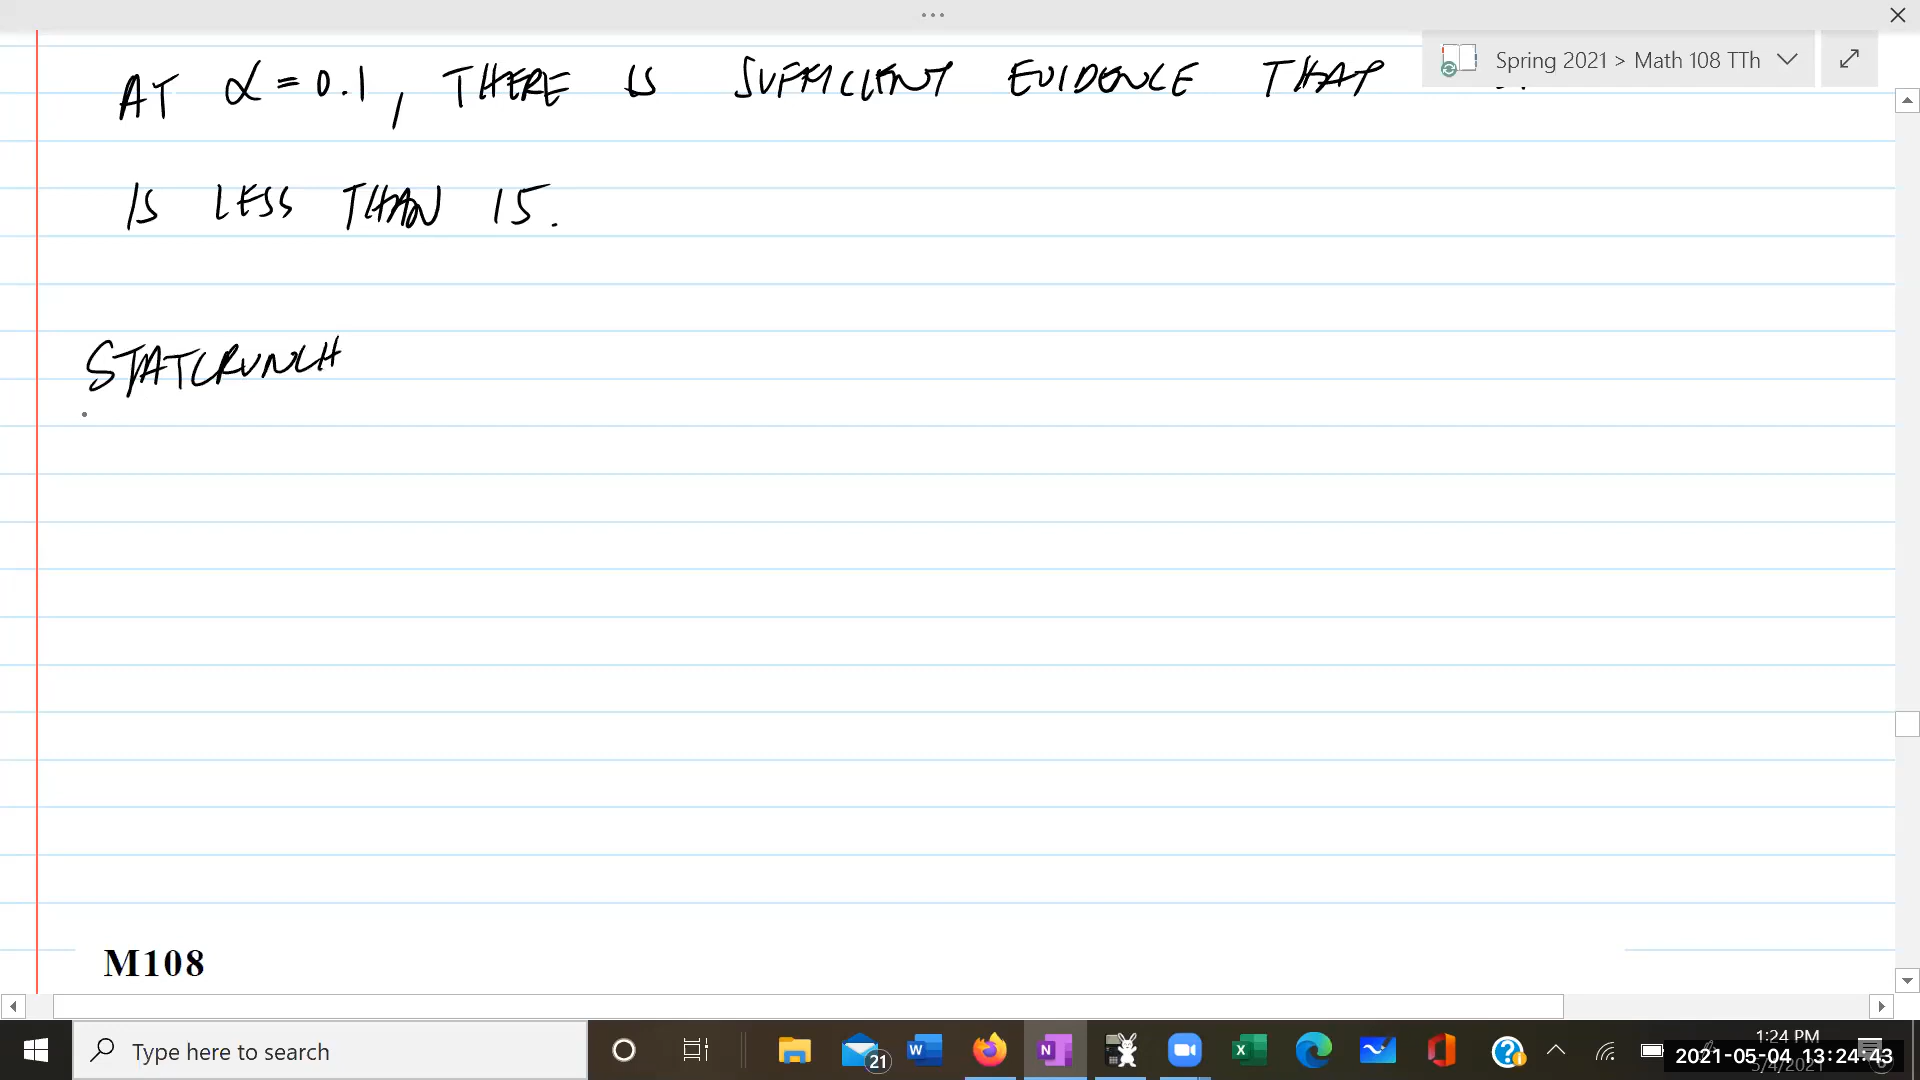 Spring 2021 > Math 108 TTh
AT α = 0.1, THERE IS SUFFICIENT EVIDENCE THAT
IS LESS THAN 15.
STATCRUNCH
M108
Type here to search
21
1:24 PM
2021-05-04 13:24:43